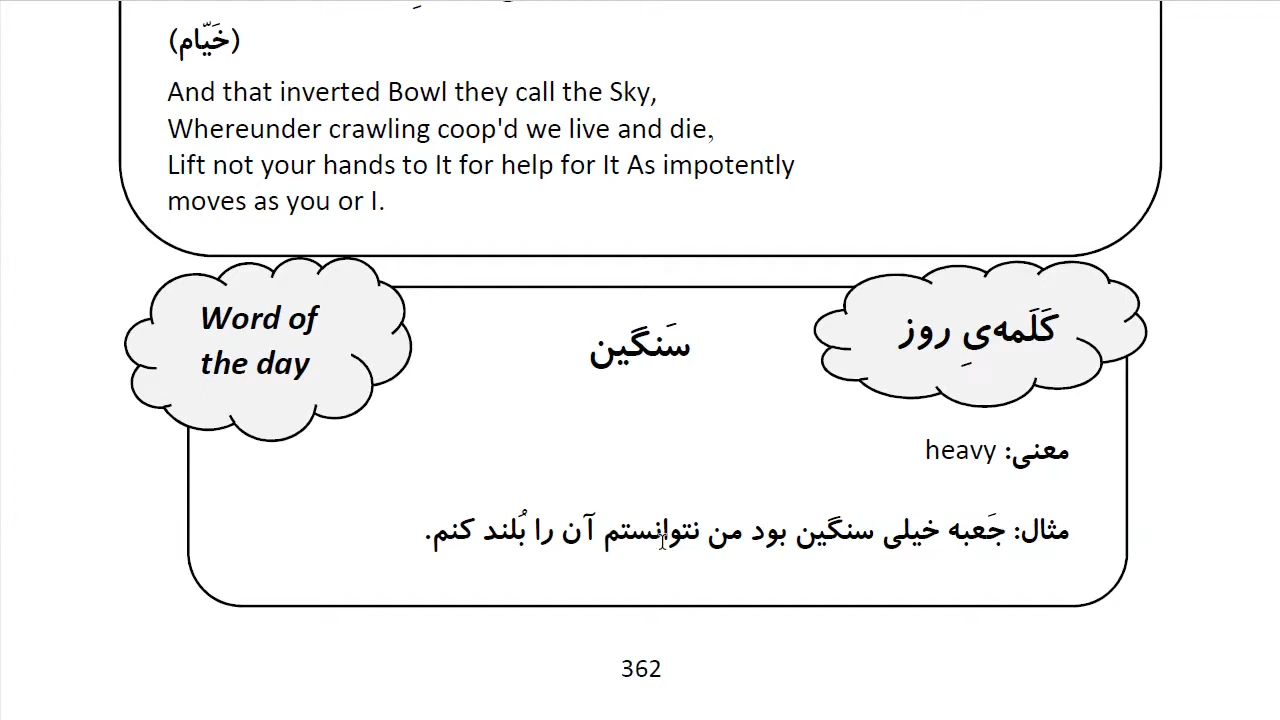 (خَیّام)
And that inverted Bowl they call the Sky,
Whereunder crawling coop'd we live and die,
Lift not your hands to It for help for It As impotently
moves as you or I.
Word of
the day
سَنگین
کَلَمه‌یِ روز
معنی: heavy
مثال: جَعبه خیلی سنگین بود من نتوانستم آن را بُلند کنم.
362